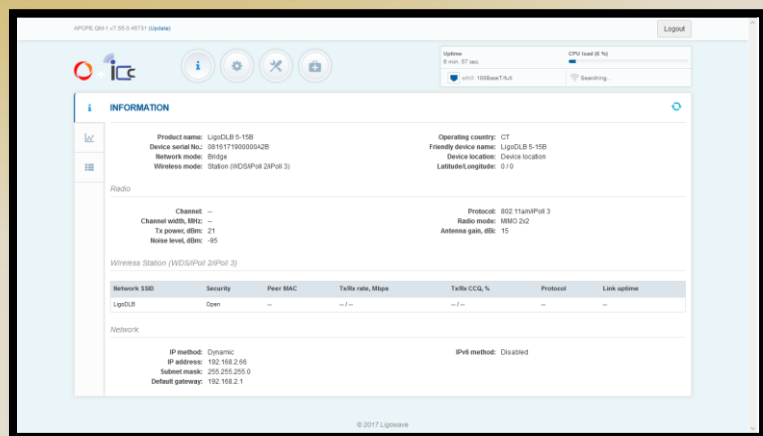 APCPE.QM-1 v7.55-3.46731 (Update)
Logout
icc
Uptime
6 min. 57 sec.
CPU load (6 %)
eth0: 100BaseT/full
Searching...
INFORMATION
Product name: LigoDLB 5-15B
Device serial No.: 0816171900000A2B
Network mode: Bridge
Wireless mode: Station (WDS/iPoll 2/iPoll 3)
Operating country: CT
Friendly device name: LigoDLB 5-15B
Device location: Device location
Latitude/Longitude: 0 / 0
Radio
Channel: --
Channel width, MHz: --
Tx power, dBm: 21
Noise level, dBm: -95
Protocol: 802.11a/n/iPoll 3
Radio mode: MIMO 2x2
Antenna gain, dBi: 15
Wireless Station (WDS/iPoll 2/iPoll 3)
Network SSID Security Peer MAC Tx/Rx rate, Mbps Tx/Rx CCQ, % Protocol Link uptime
LigoDLB Open -- -- / -- -- / -- -- --
Network
IP method: Dynamic
IP address: 192.168.2.66
Subnet mask: 255.255.255.0
Default gateway: 192.168.2.1
IPv6 method: Disabled
© 2017 Ligowave